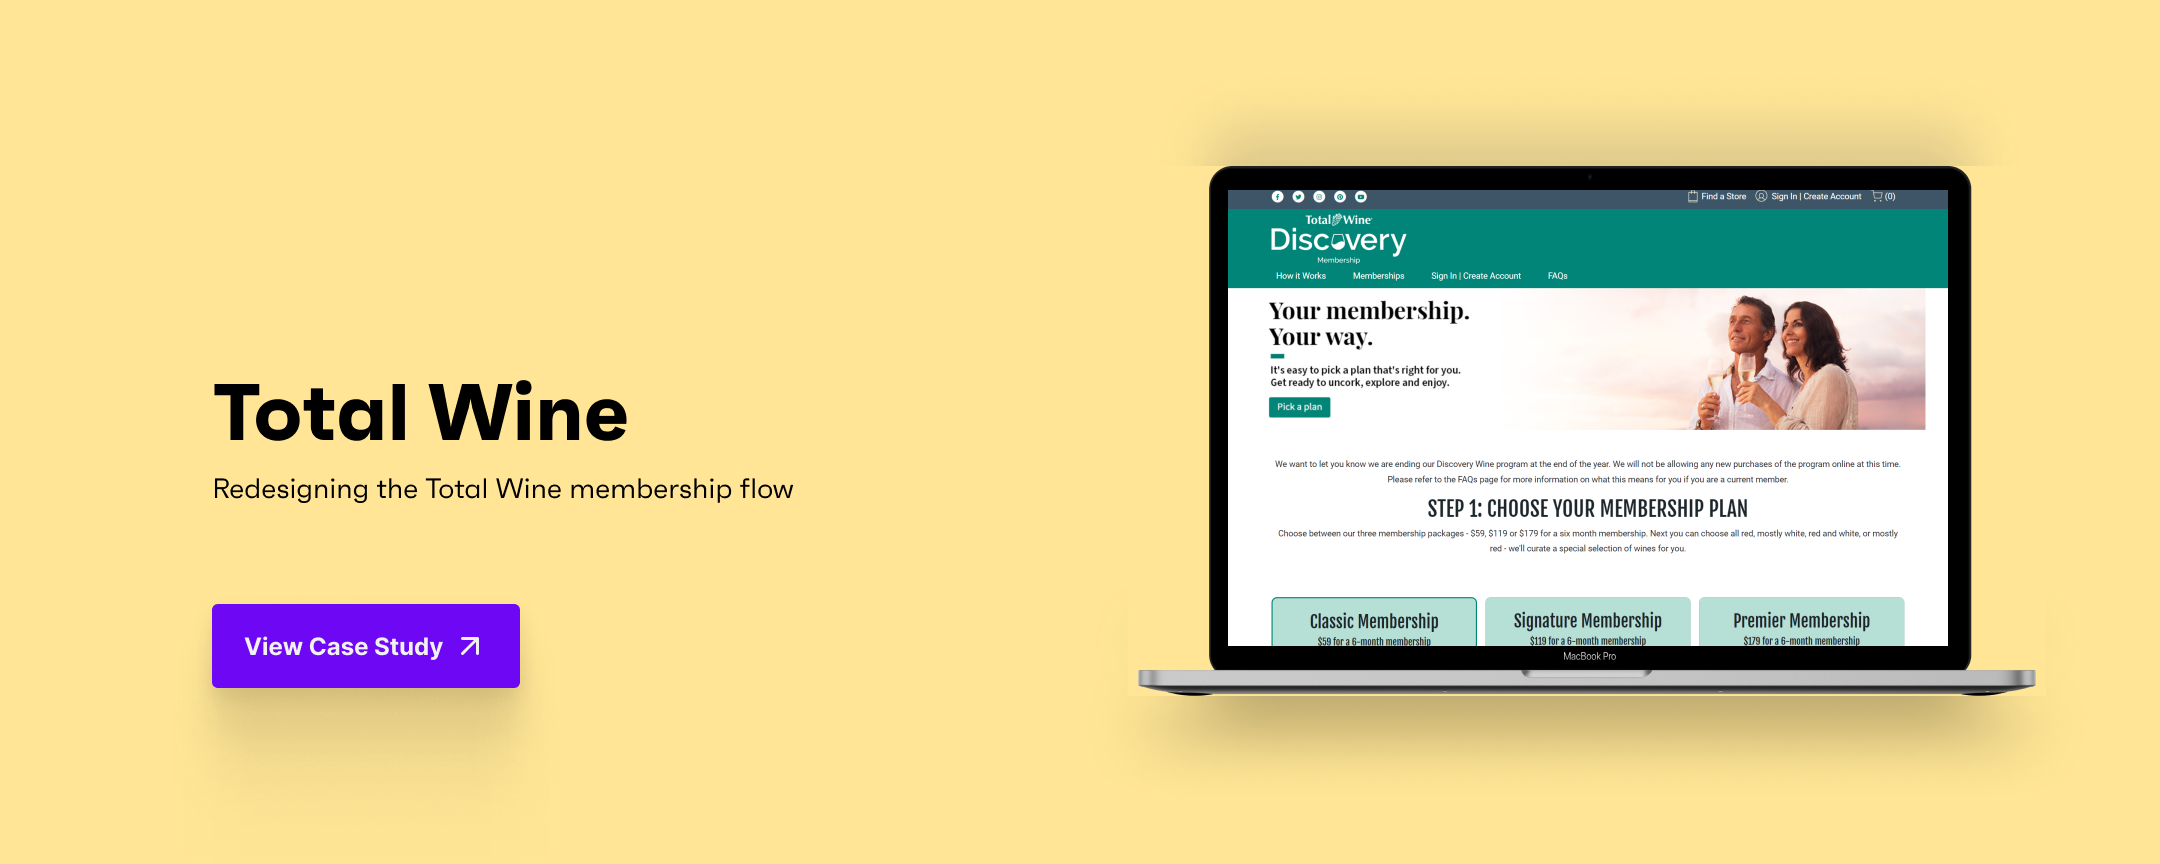 Total Wine
Redesigning the Total Wine membership flow
View Case Study
Find a Store
Sign In | Create Account
(0)
Total Wine
Discovery
Membership
How it Works
Memberships
Sign In | Create Account
FAQs
Your membership.
Your way.
It's easy to pick a plan that's right for you.
Get ready to uncork, explore and enjoy.
Pick a plan
We want to let you know we are ending our Discovery Wine program at the end of the year. We will not be allowing any new purchases of the program online at this time.
Please refer to the FAQs page for more information on what this means for you if you are a current member.
STEP 1: CHOOSE YOUR MEMBERSHIP PLAN
Choose between our three membership packages - $59, $119 or $179 for a six month membership. Next you can choose all red, mostly white, red and white, or mostly
red - we'll curate a special selection of wines for you.
Classic Membership
$59 for a 6-month membership
Signature Membership
$119 for a 6-month membership
Premier Membership
$179 for a 6-month membership
MacBook Pro